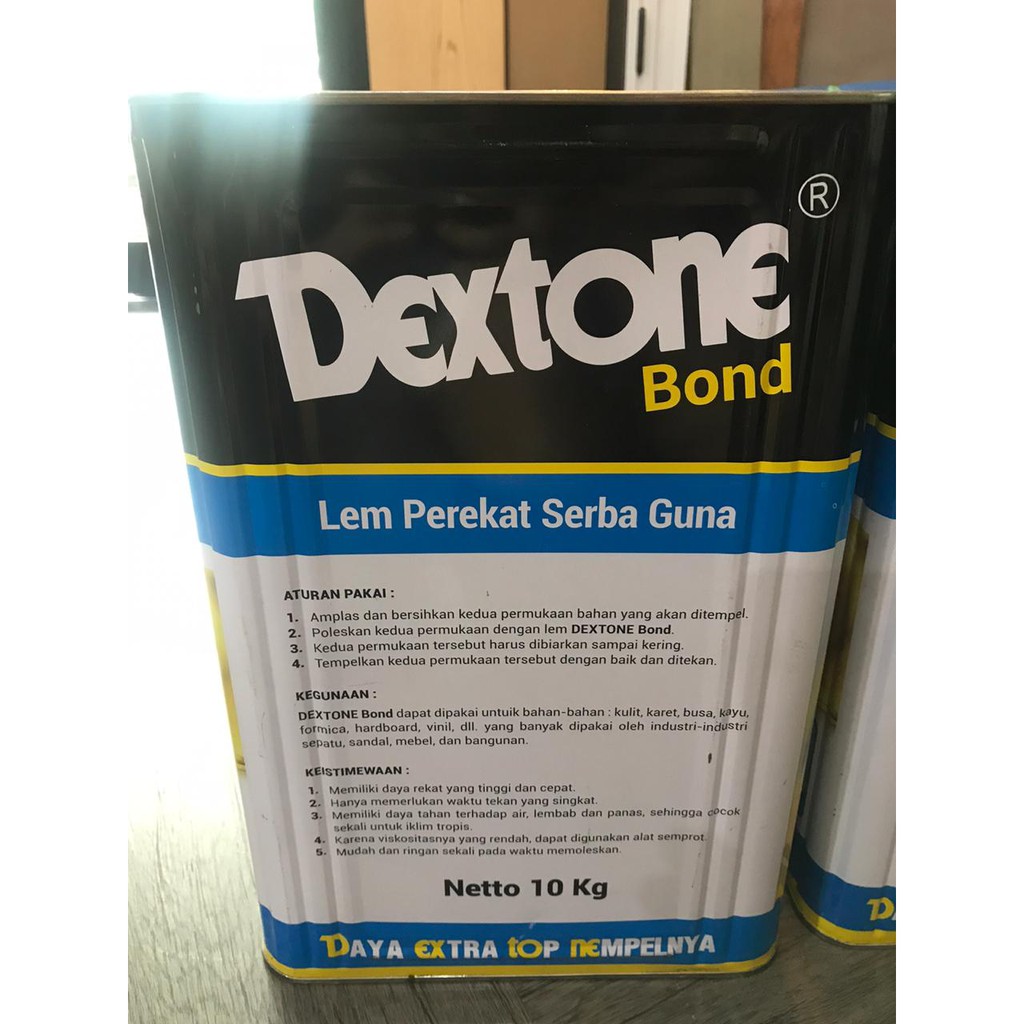 ®
Dextone
Bond
Lem Perekat Serba Guna
ATURAN PAKAI :
1. Amplas dan bersihkan kedua permukaan bahan yang akan ditempel.
2. Poleskan kedua permukaan dengan lem DEXTONE Bond.
3. Kedua permukaan tersebut harus dibiarkan sampai kering.
4. Tempelkan kedua permukaan tersebut dengan baik dan ditekan.
KEGUNAAN :
DEXTONE Bond dapat dipakai untuik bahan-bahan : kulit, karet, busa, kayu,
formica, hardboard, vinil, dll. yang banyak dipakai oleh industri-industri
sepatu, sandal, mebel, dan bangunan.
KEISTIMEWAAN :
1. Memiliki daya rekat yang tinggi dan cepat.
2. Hanya memerlukan waktu tekan yang singkat.
3. Memiliki daya tahan terhadap air, lembab dan panas, sehingga cocok
sekali untuk iklim tropis.
4. Karena viskositasnya yang rendah, dapat digunakan alat semprot.
5. Mudah dan ringan sekali pada waktu memoleskan.
Netto 10 Kg
DAYA EXTRA TOP NEMPELNYA